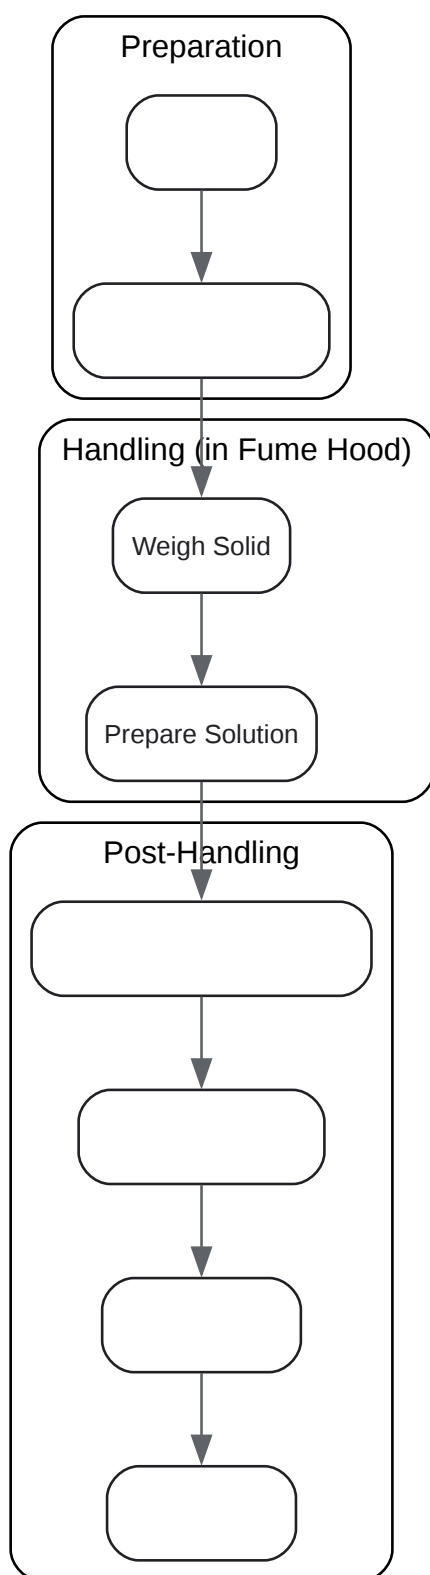 Preparation
Handling (in Fume Hood)
Weigh Solid
Prepare Solution
Post-Handling